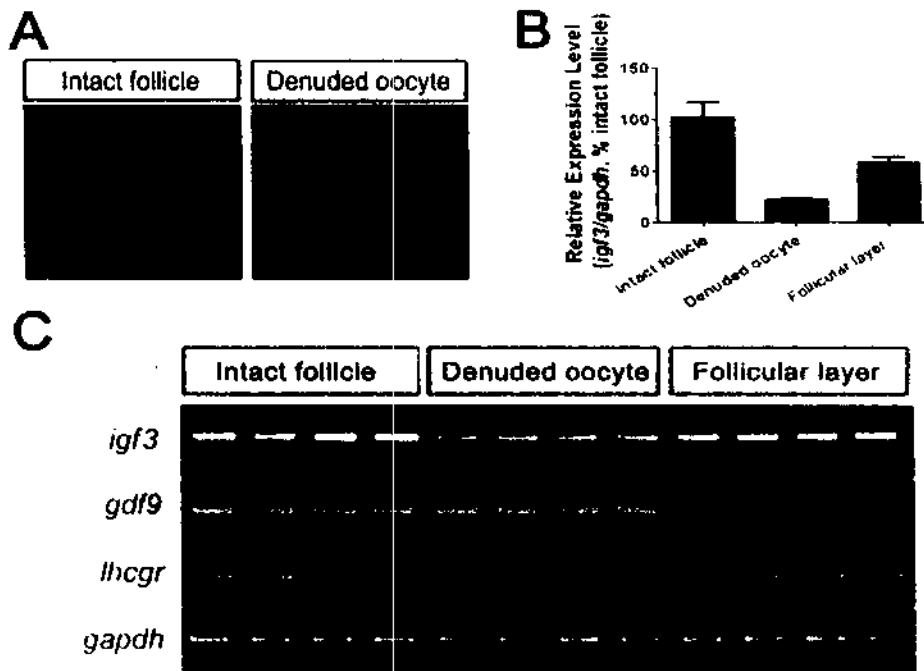 A
Intact follicle Denuded oocyte
B
Relative Expression Level
(igf3/gapdh, % intact follicle)
150
100
50
0
Intact follicle
Denuded oocyte
Follicular layer
C
Intact follicle Denuded oocyte Follicular layer
igf3
gdf9
lhcgr
gapdh